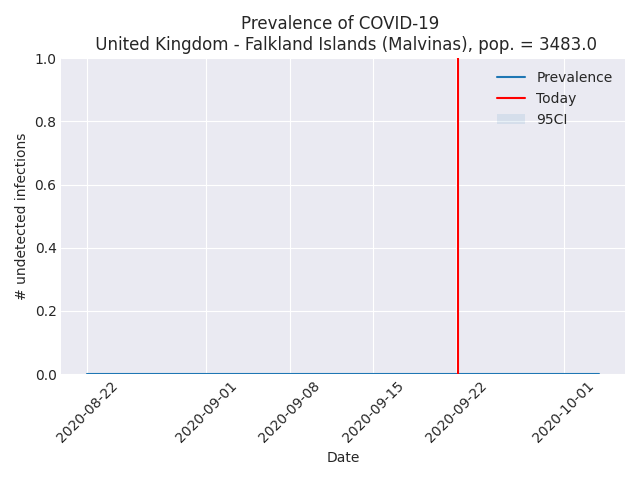 Prevalence of COVID-19
United Kingdom - Falkland Islands (Malvinas), pop. = 3483.0
Prevalence
Today
95CI
# undetected infections
1.0
0.8
0.6
0.4
0.2
0.0
2020-08-22
2020-09-01
2020-09-08
2020-09-15
2020-09-22
2020-10-01
Date